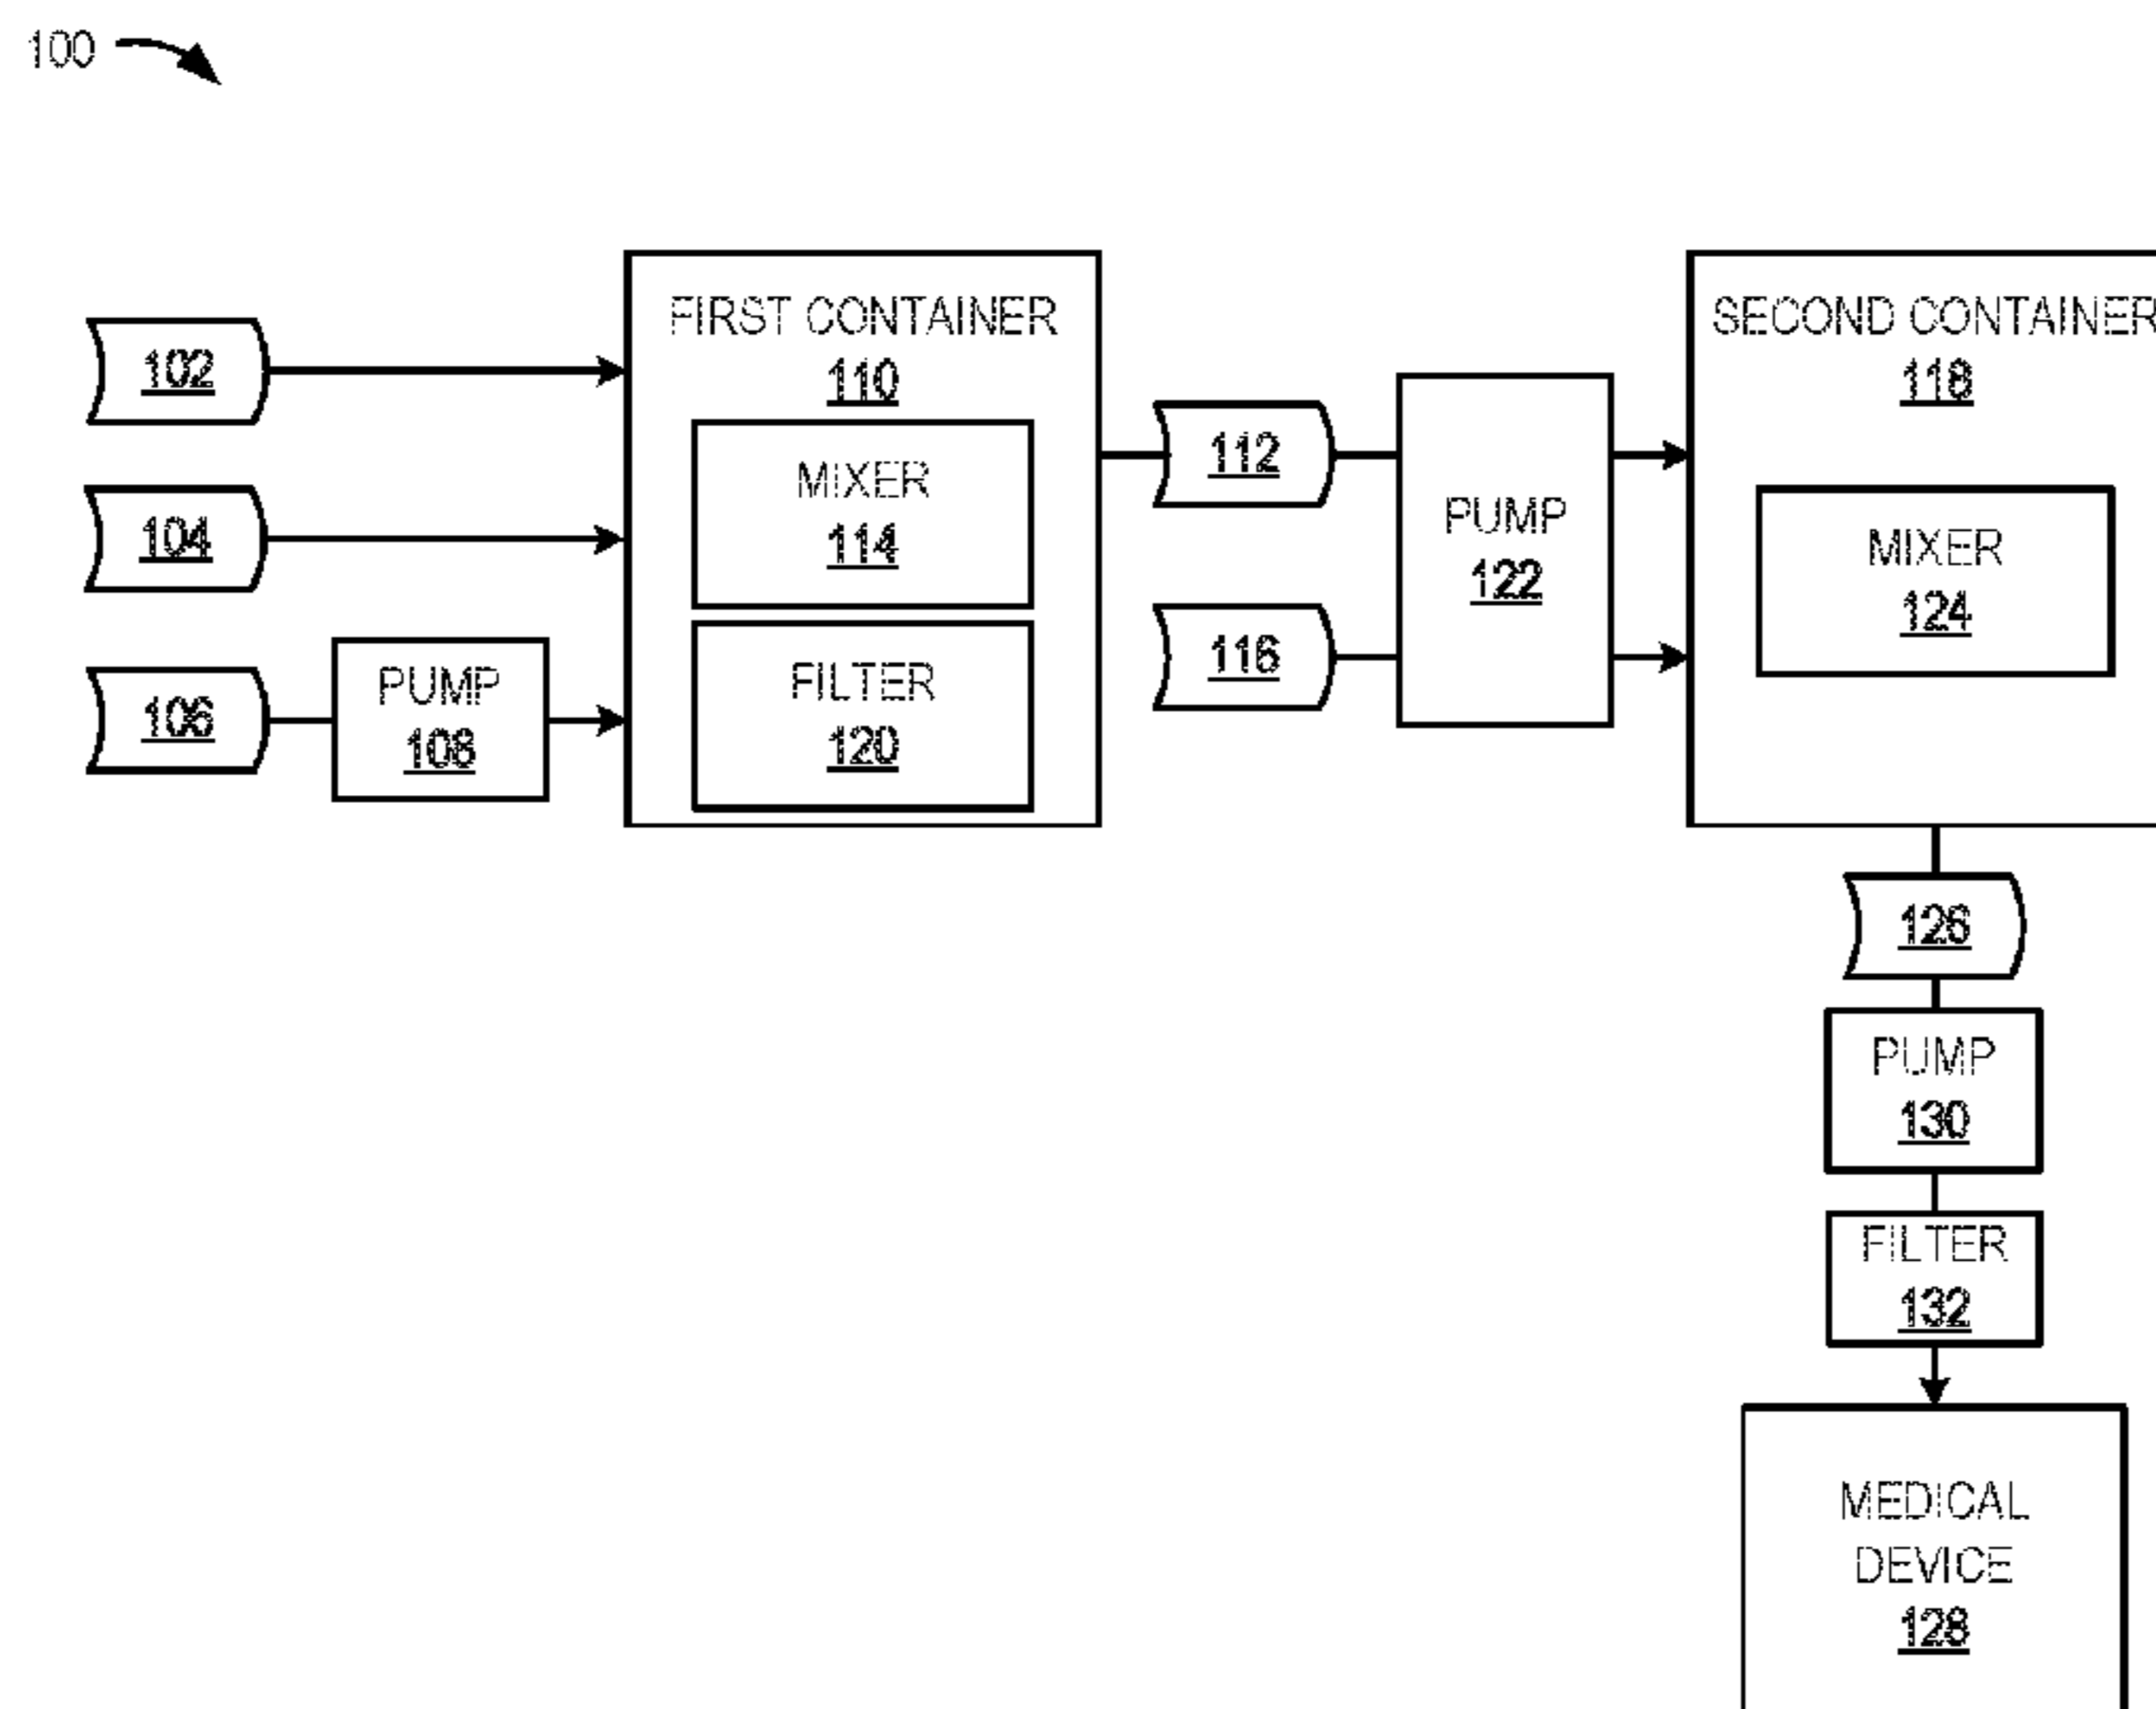 100
102
104
106
PUMP
108
FIRST CONTAINER
110
MIXER
114
FILTER
120
112
116
PUMP
122
SECOND CONTAINER
118
MIXER
124
126
PUMP
130
FILTER
132
MEDICAL
DEVICE
128